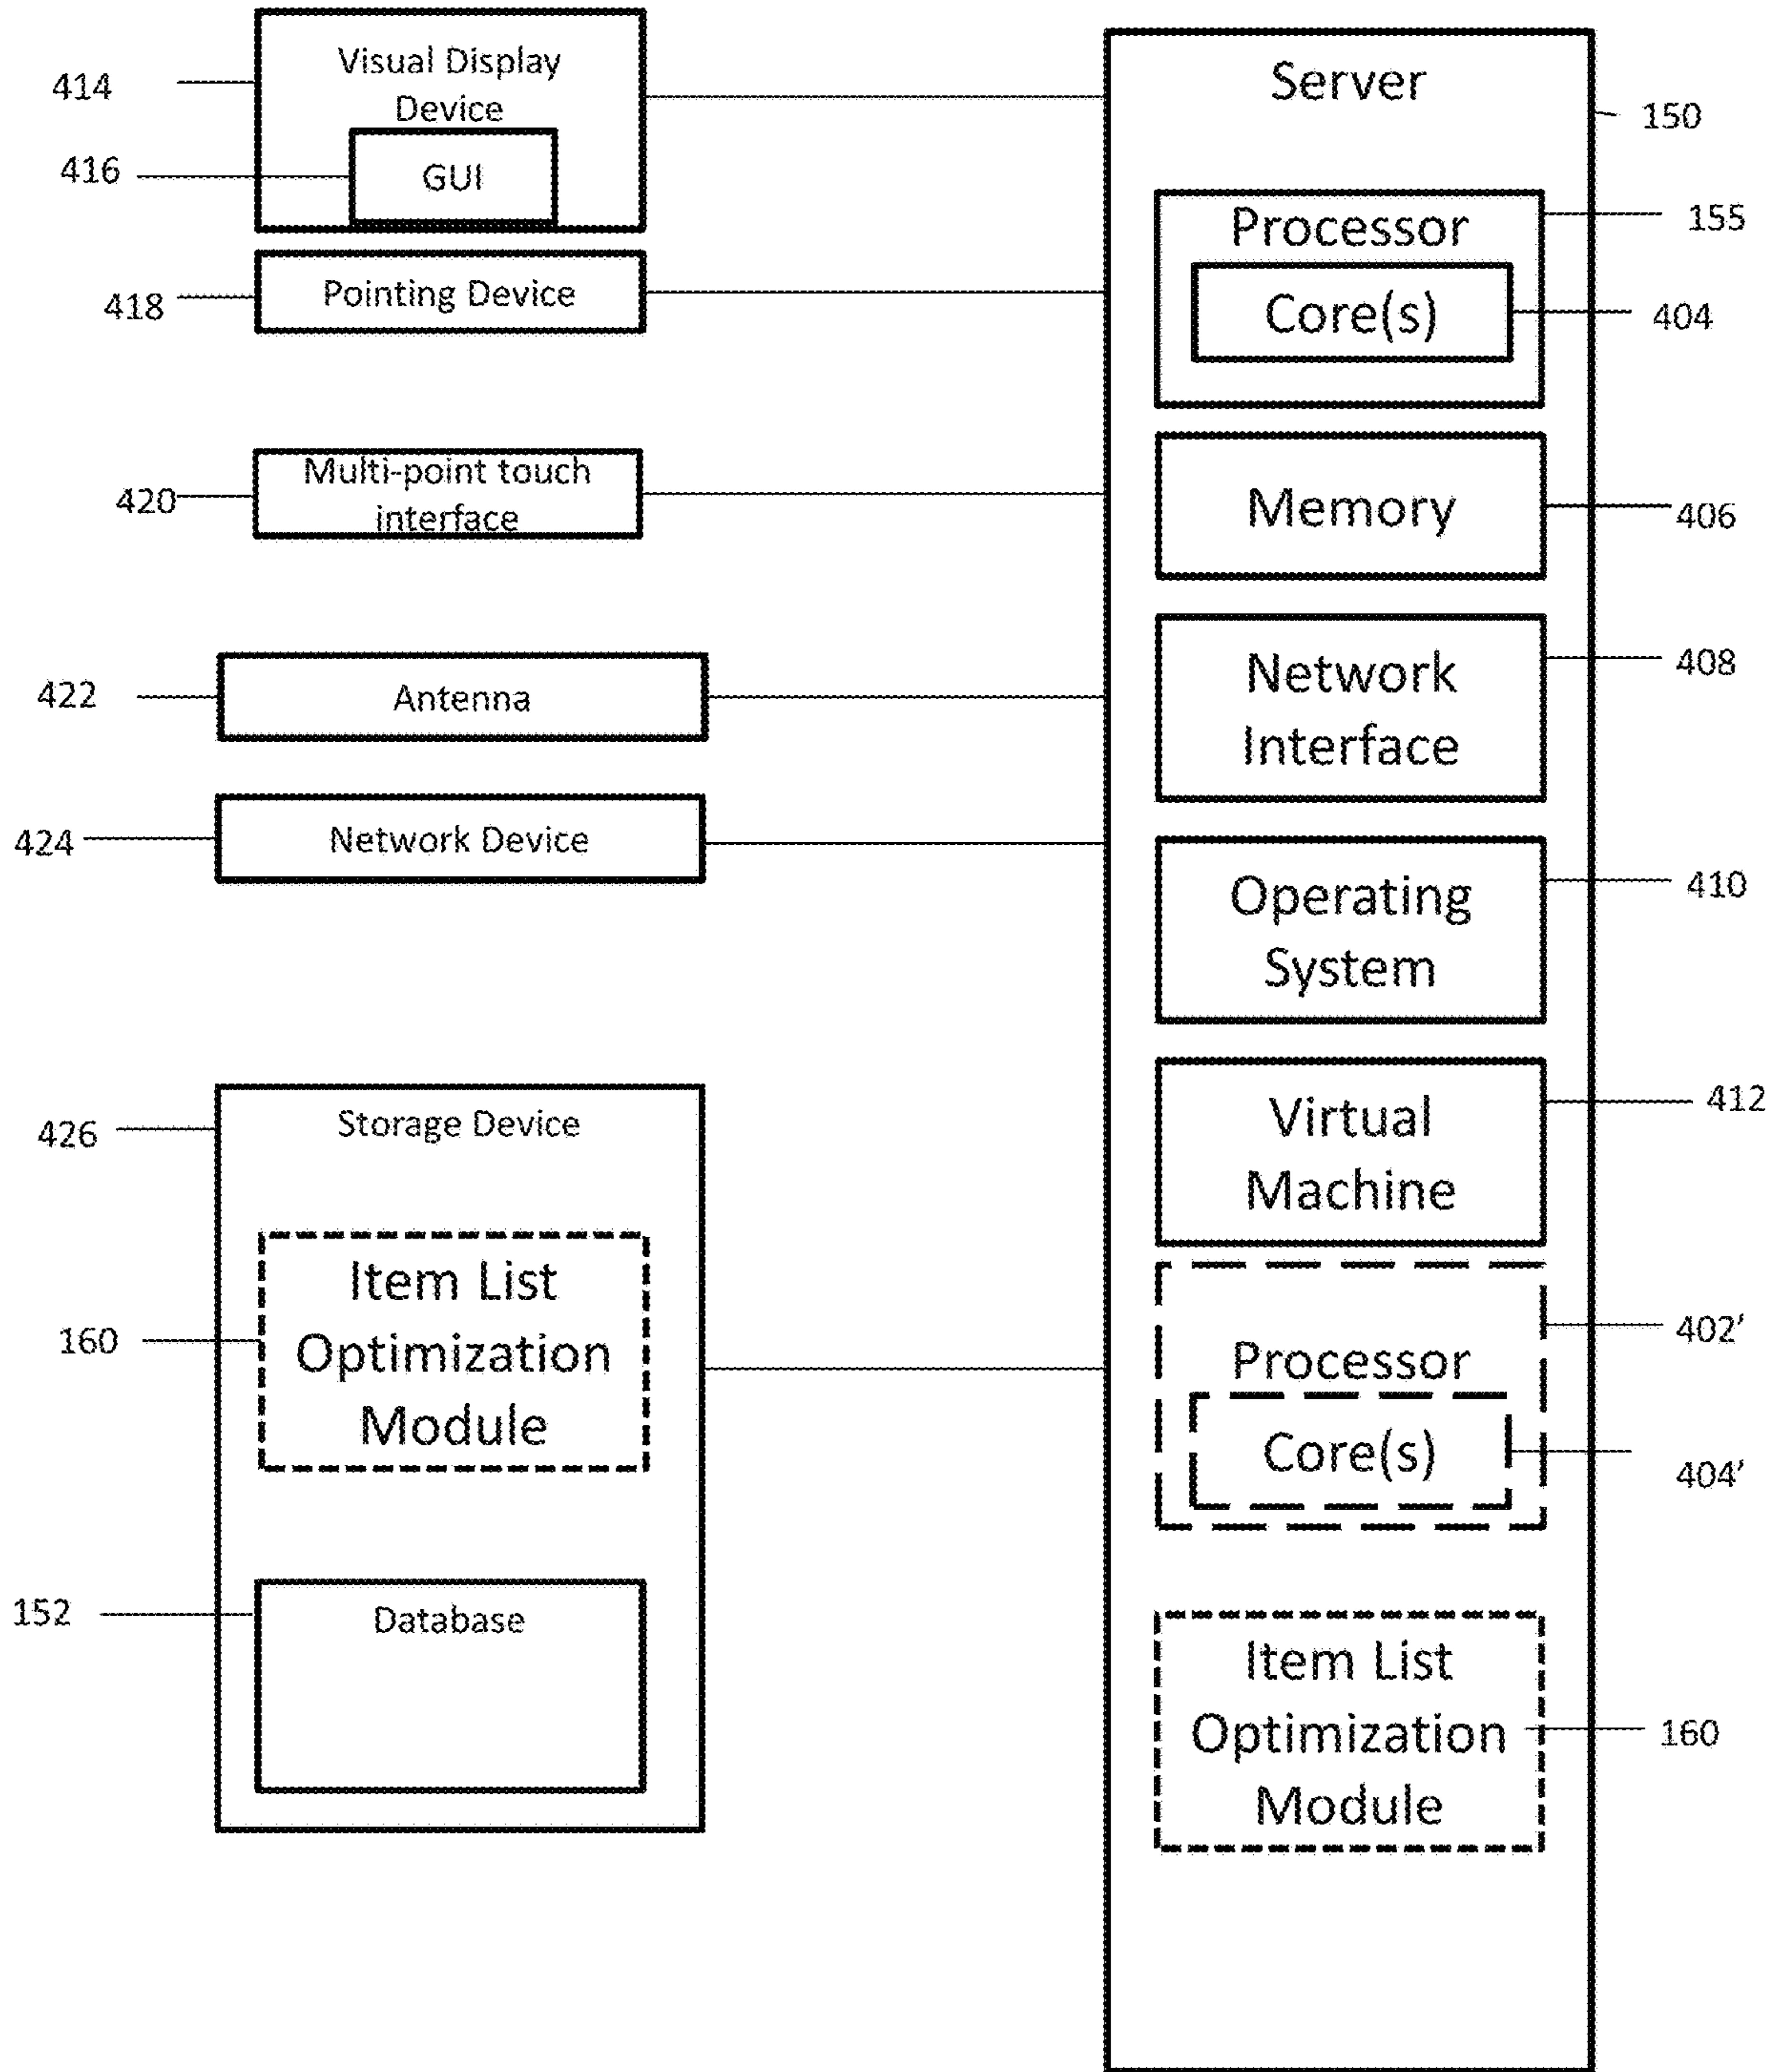 Visual Display
Device
414
GUI
416
Pointing Device
418
Multi-point touch
interface
420
Antenna
422
Network Device
424
Storage Device
426
Item List
Optimization
Module
160
Database
152
Server
150
Processor
155
Core(s)
404
Memory
406
Network
Interface
408
Operating
System
410
Virtual
Machine
412
Processor
402'
Core(s)
404'
Item List
Optimization
Module
160